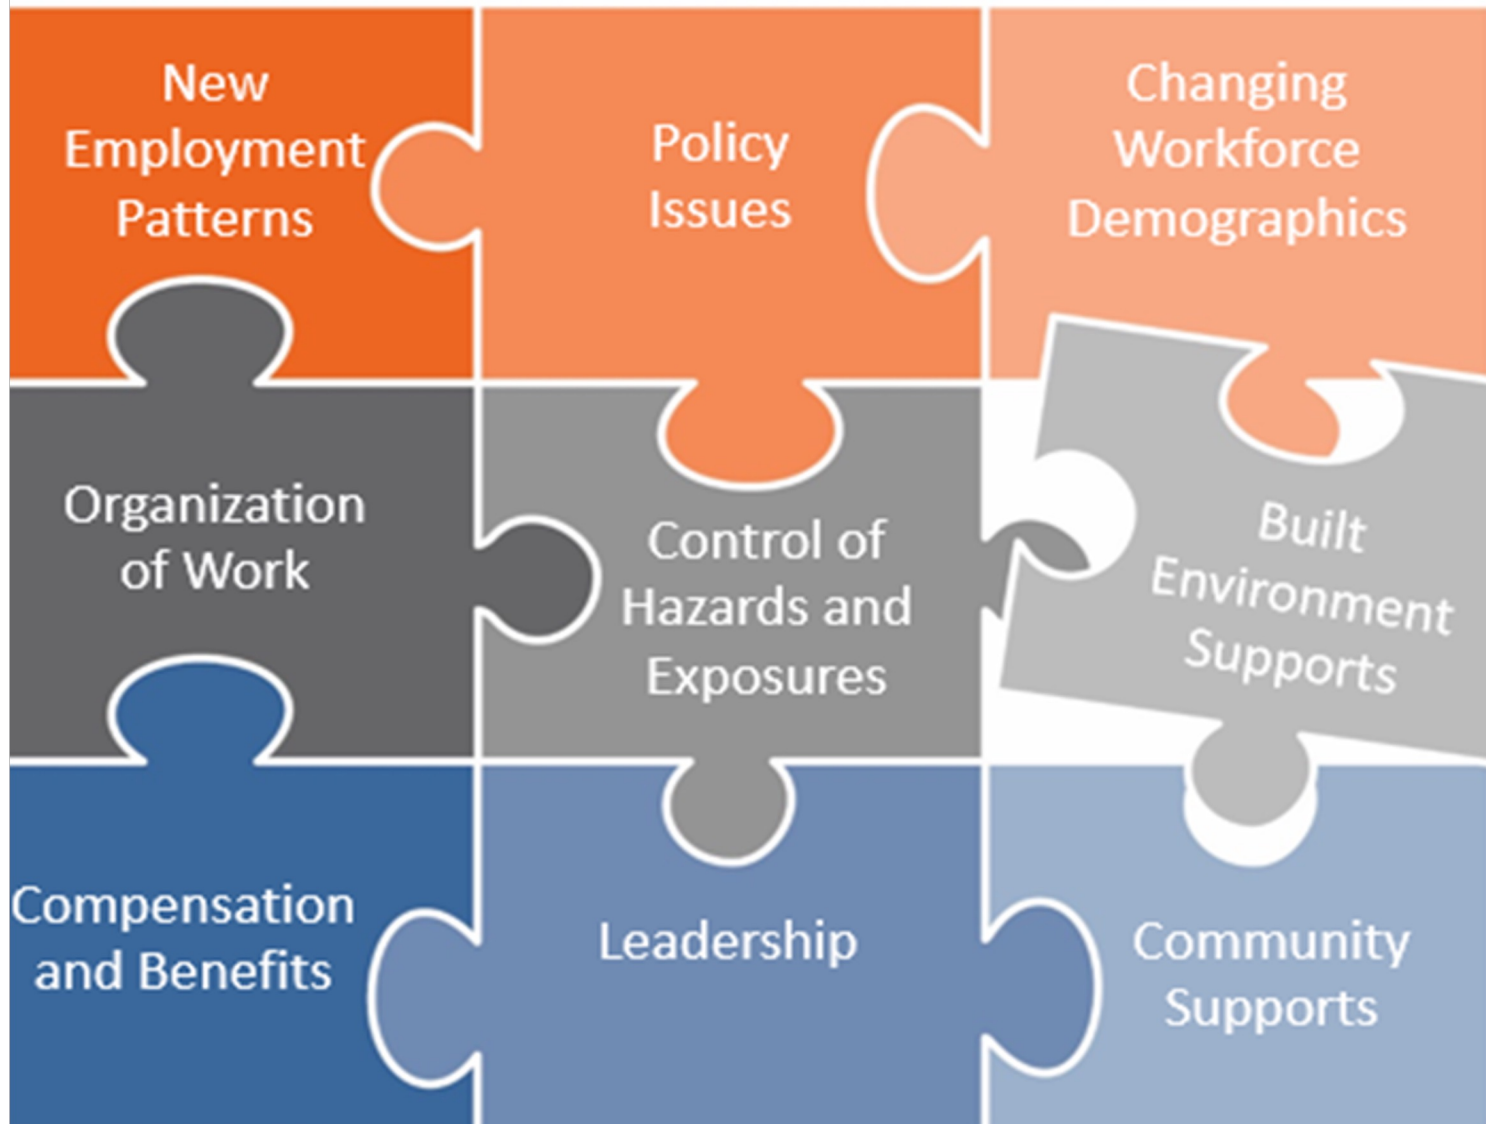 New
Employment
Patterns
Policy
Issues
Changing
Workforce
Demographics
Organization
of Work
Control of
Hazards and
Exposures
Built
Environment
Supports
Compensation
and Benefits
Leadership
Community
Supports